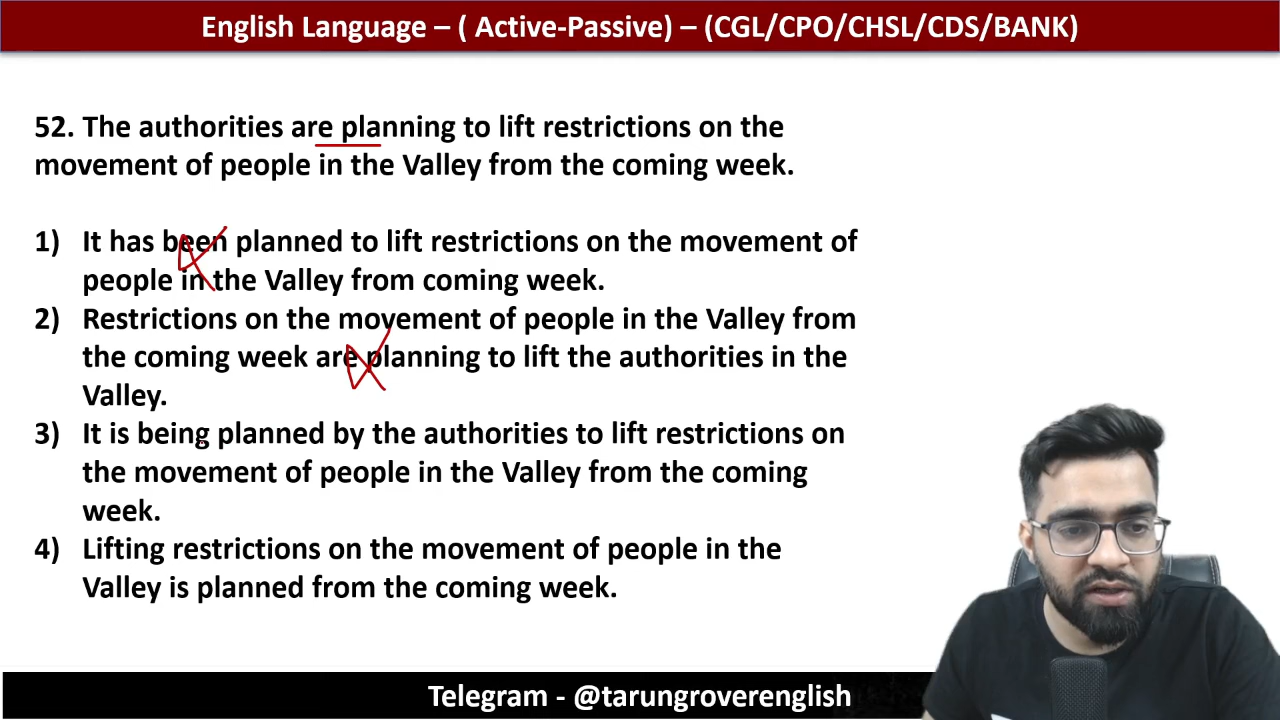 English Language – ( Active-Passive) – (CGL/CPO/CHSL/CDS/BANK)
52. The authorities are planning to lift restrictions on the
movement of people in the Valley from the coming week.
1) It has been planned to lift restrictions on the movement of
people in the Valley from coming week.
2) Restrictions on the movement of people in the Valley from
the coming week are planning to lift the authorities in the
Valley.
3) It is being planned by the authorities to lift restrictions on
the movement of people in the Valley from the coming
week.
4) Lifting restrictions on the movement of people in the
Valley is planned from the coming week.
Telegram - @tarungroverenglish